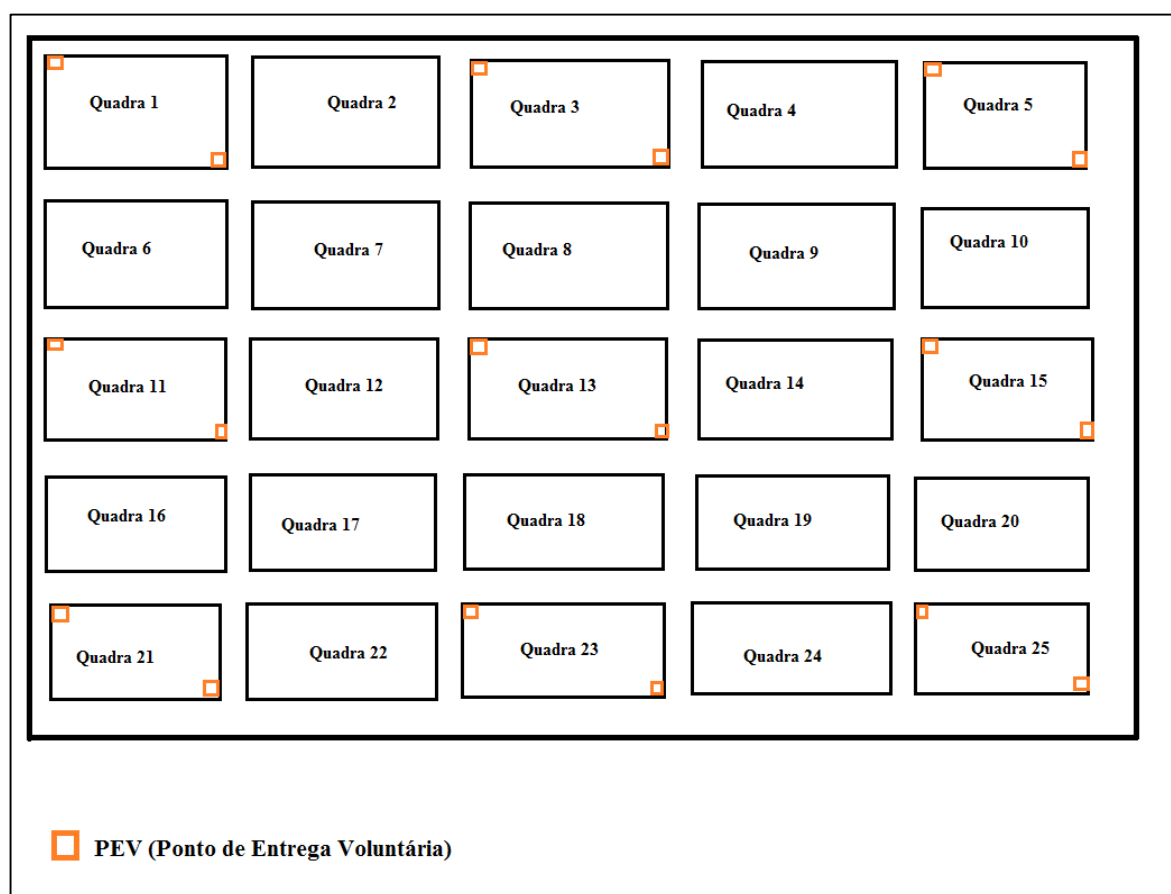 Quadra 1
Quadra 2
Quadra 3
Quadra 4
Quadra 5
Quadra 6
Quadra 7
Quadra 8
Quadra 9
Quadra 10
Quadra 11
Quadra 12
Quadra 13
Quadra 14
Quadra 15
Quadra 16
Quadra 17
Quadra 18
Quadra 19
Quadra 20
Quadra 21
Quadra 22
Quadra 23
Quadra 24
Quadra 25
PEV (Ponto de Entrega Voluntária)